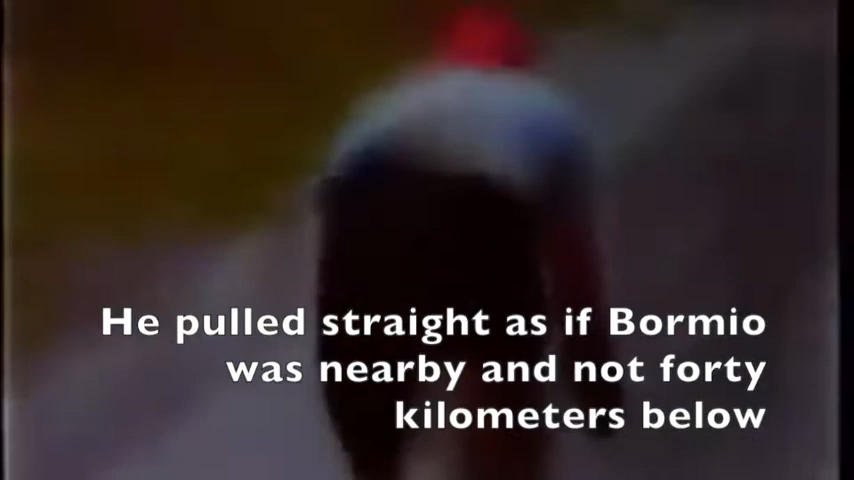 He pulled straight as if Bormio
was nearby and not forty
kilometers below